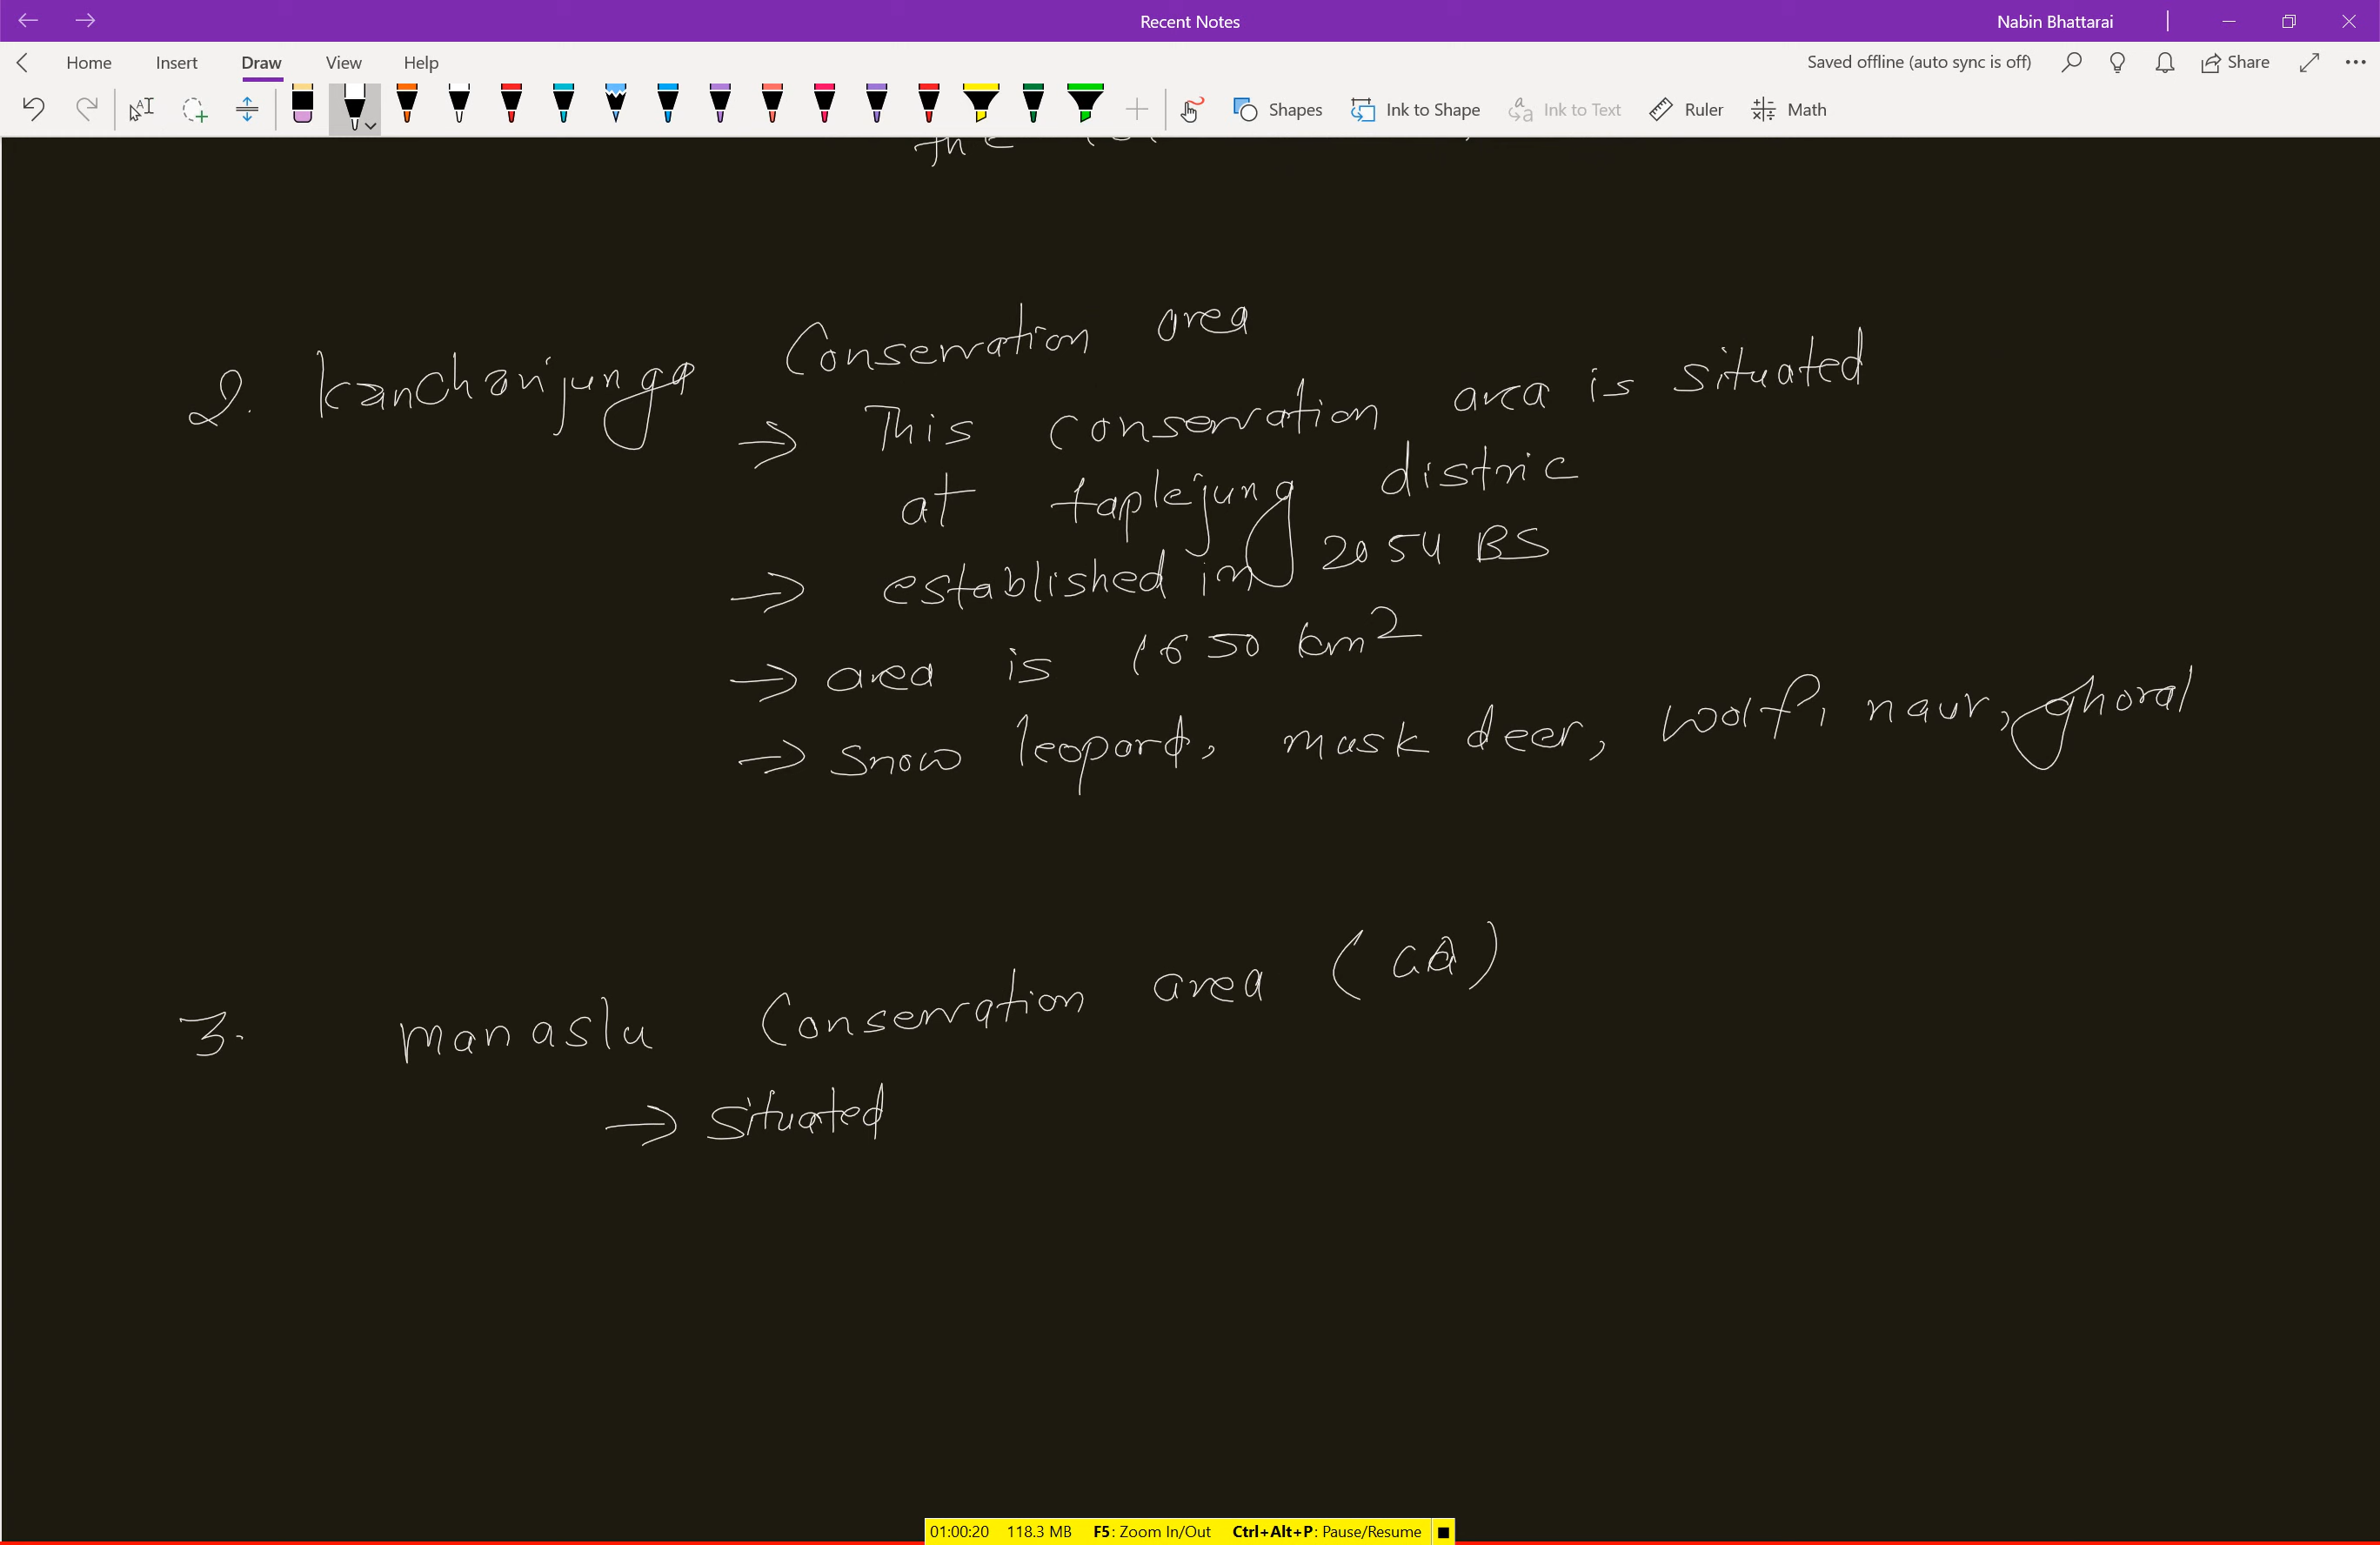 Recent Notes
Nabin Bhattarai
Home Insert Draw View Help
Saved offline (auto sync is off)
Share
Shapes Ink to Shape Ink to Text Ruler Math
the
2. kanchanjunga Conservation area
⇒ This conservation area is situated
at taplejung distric
→ established in 2054 BS
→ area is 1650 km²
→ snow leopard, musk deer, wolf, naur, ghoral
3. manaslu Conservation area (CA)
→ situated
01:00:20 118.3 MB F5: Zoom In/Out Ctrl+Alt+P: Pause/Resume